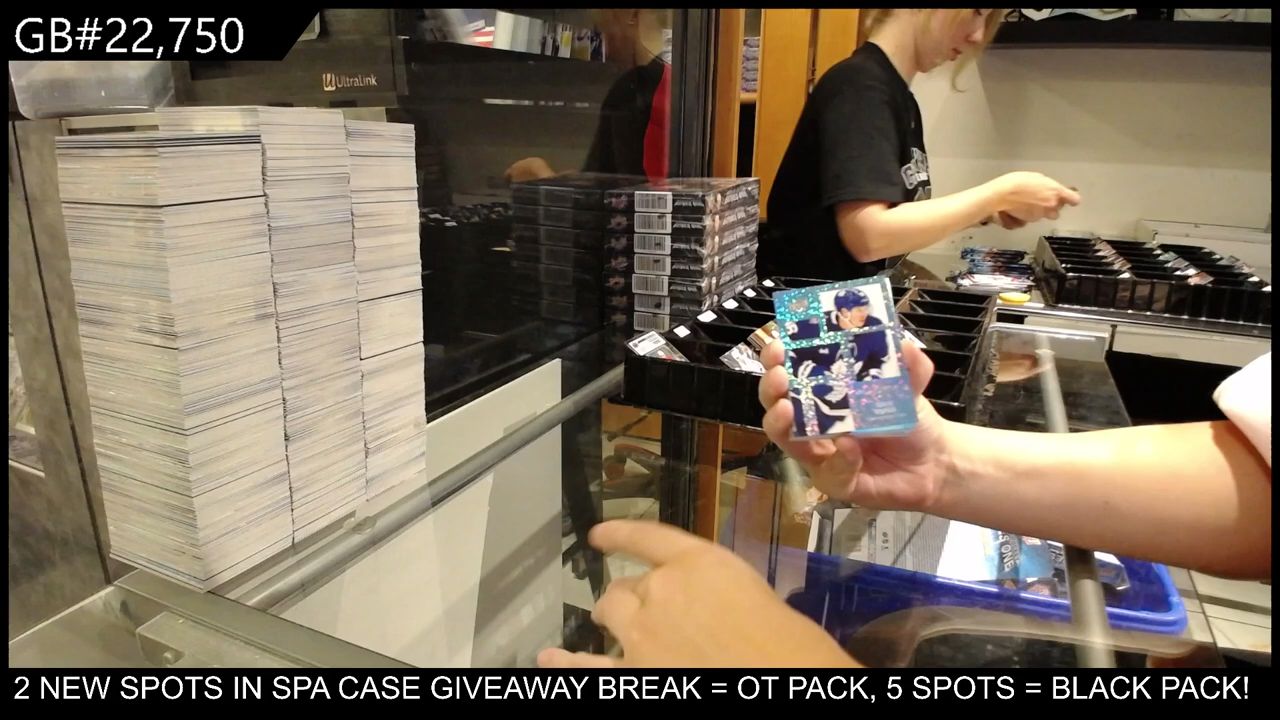 GB#22,750
UltraLink
2 NEW SPOTS IN SPA CASE GIVEAWAY BREAK = OT PACK, 5 SPOTS = BLACK PACK!